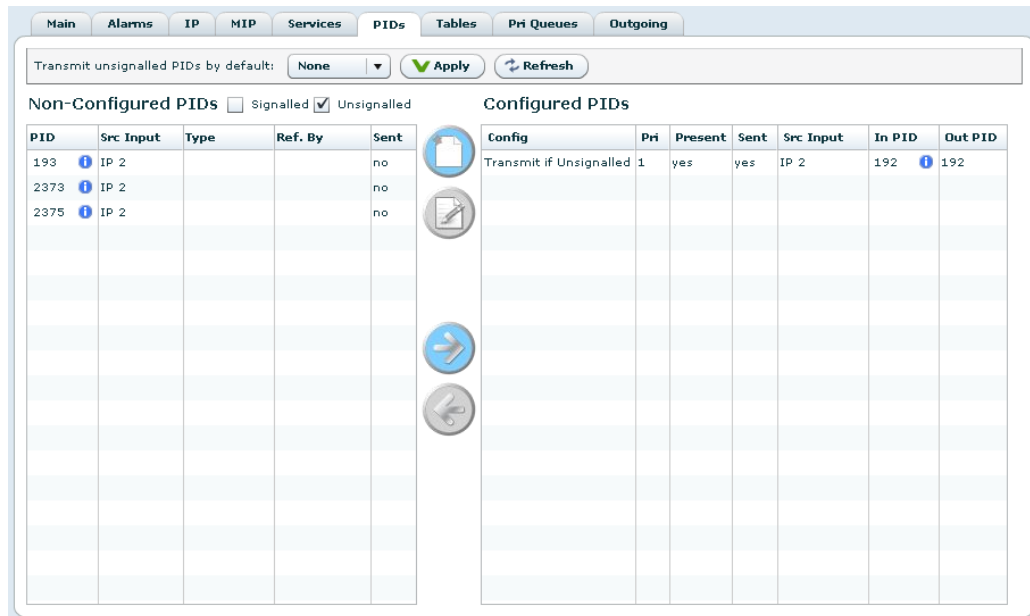 Main Alarms IP MIP Services PIDs Tables Pri Queues Outgoing
Transmit unsignalled PIDs by default: None Apply Refresh
Non-Configured PIDs Signalled Unsignalled
Configured PIDs
PID Src Input Type Ref. By Sent
193 IP 2 no
2373 IP 2 no
2375 IP 2 no
Config Pri Present Sent Src Input In PID Out PID
Transmit if Unsignalled 1 yes yes IP 2 192 192